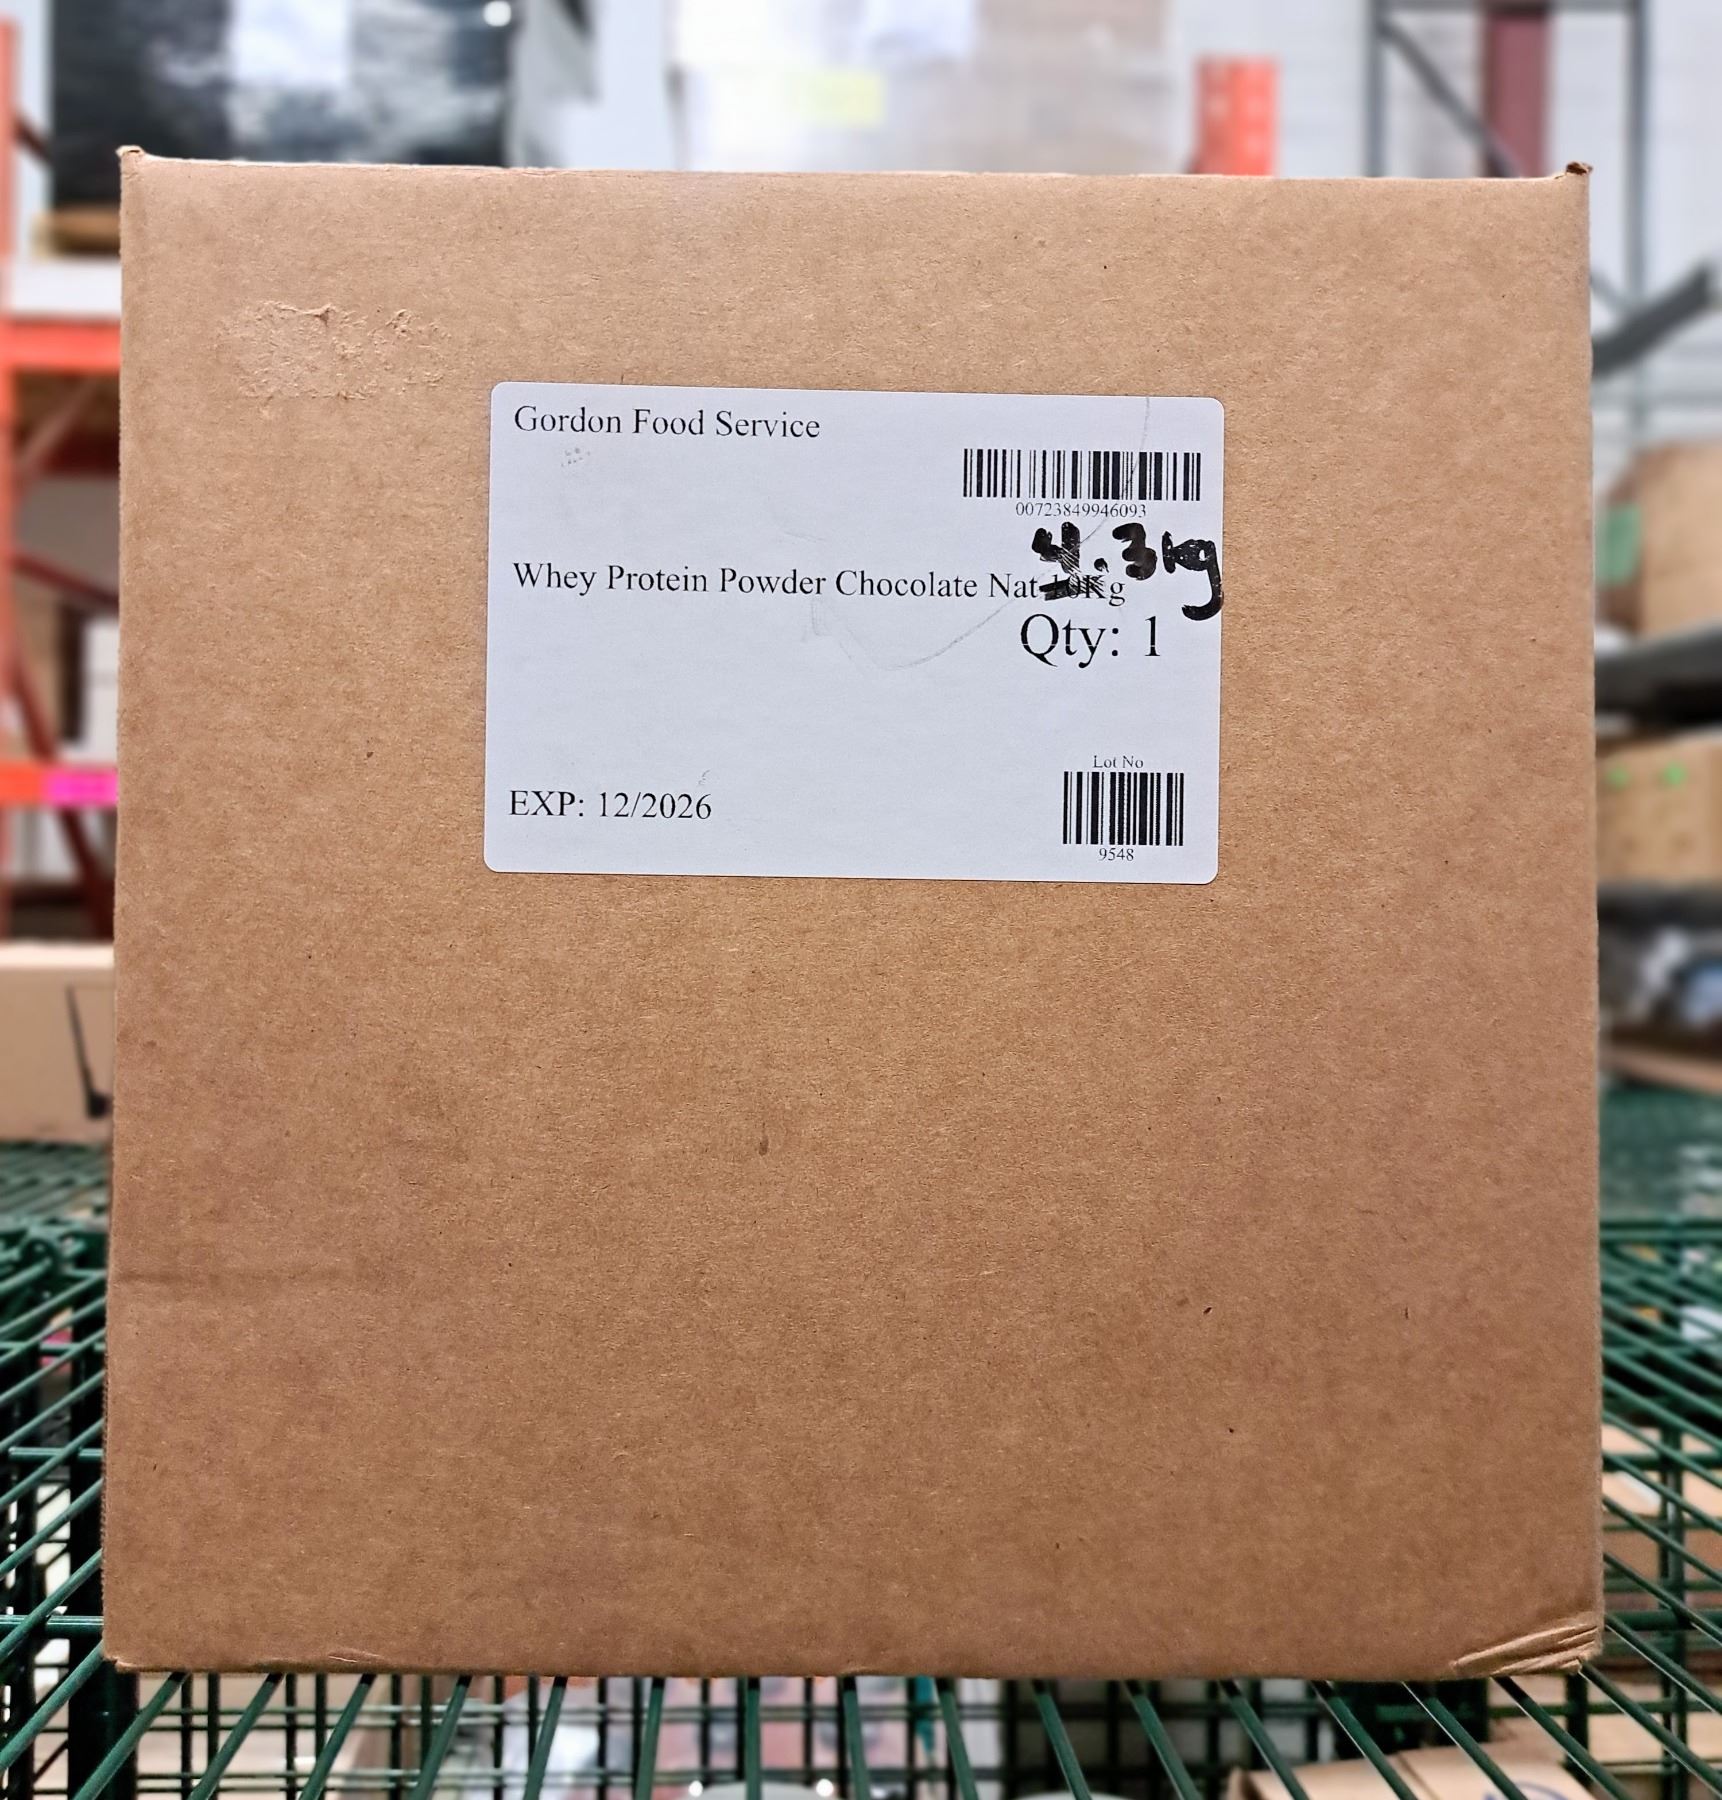 Gordon Food Service
00723849946093
4.3kg
Whey Protein Powder Chocolate Nat 10Kg
Qty: 1
Lot No
EXP: 12/2026
9548